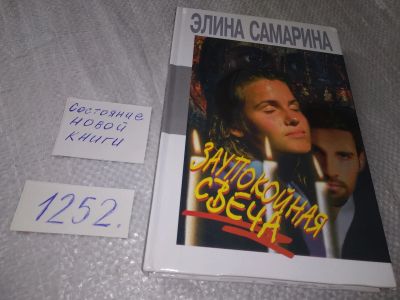 ЭЛИНА САМАРИНА
ЗАУПОКОЙНАЯ
СВЕЧА
Состояние
новой
книги
1252.